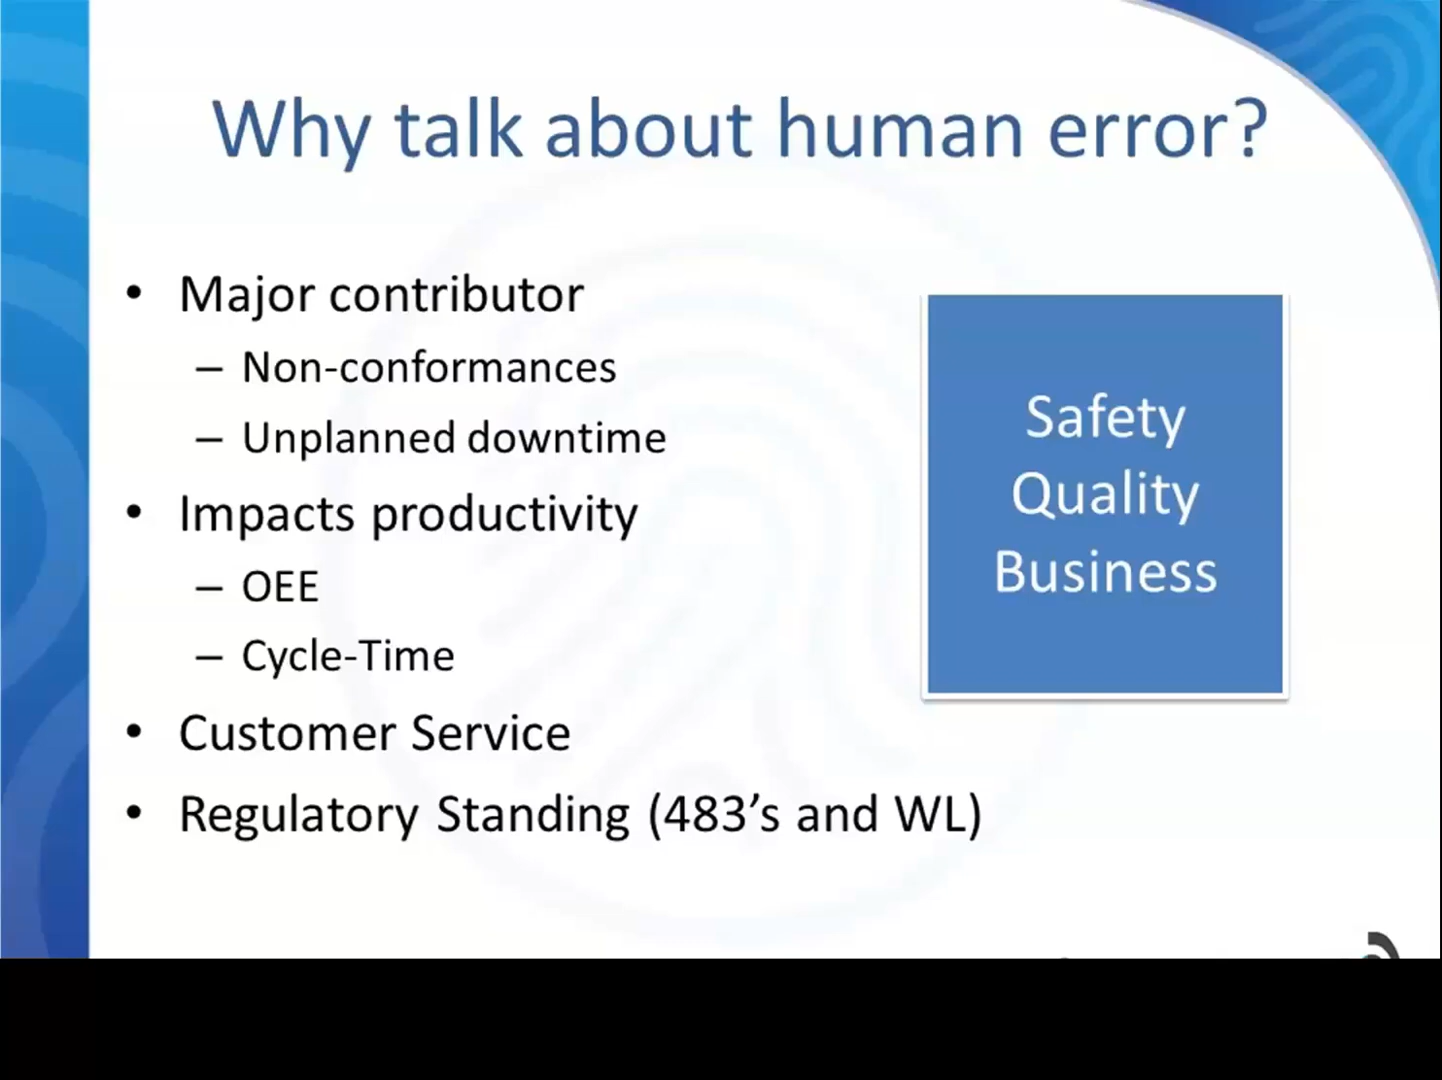 Why talk about human error?
• Major contributor
– Non-conformances
– Unplanned downtime
• Impacts productivity
– OEE
– Cycle-Time
• Customer Service
• Regulatory Standing (483’s and WL)
Safety
Quality
Business